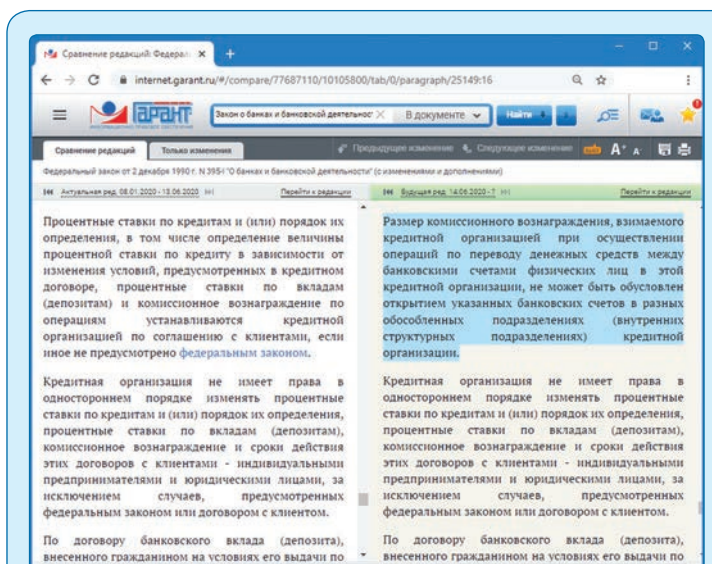 Сравнение редакций: Федерал
internet.garant.ru/#/compare/77687110/10105800/tab/0/paragraph/25149:16
ГАРАНТ
Закон о банках и банковской деятельност
В документе
Найти
Сравнение редакций
Только изменения
Предыдущее изменение
Следующее изменение
Федеральный закон от 2 декабря 1990 г. N 395-I "О банках и банковской деятельности" (с изменениями и дополнениями)
Актуальная ред. 08.01.2020 - 13.06.2020
Перейти к редакции
Процентные ставки по кредитам и (или) порядок их
определения, в том числе определение величины
процентной ставки по кредиту в зависимости от
изменения условий, предусмотренных в кредитном
договоре, процентные ставки по вкладам
(депозитам) и комиссионное вознаграждение по
операциям устанавливаются кредитной
организацией по соглашению с клиентами, если
иное не предусмотрено федеральным законом.
Кредитная организация не имеет права в
одностороннем порядке изменять процентные
ставки по кредитам и (или) порядок их определения,
процентные ставки по вкладам (депозитам),
комиссионное вознаграждение и сроки действия
этих договоров с клиентами - индивидуальными
предпринимателями и юридическими лицами, за
исключением случаев, предусмотренных
федеральным законом или договором с клиентом.
По договору банковского вклада (депозита),
внесенного гражданином на условиях его выдачи по
Будущая ред. 14.06.2020 - ?
Перейти к редакции
Размер комиссионного вознаграждения, взимаемого
кредитной организацией при осуществлении
операций по переводу денежных средств между
банковскими счетами физических лиц в этой
кредитной организации, не может быть обусловлен
открытием указанных банковских счетов в разных
обособленных подразделениях (внутренних
структурных подразделениях) кредитной
организации.
Кредитная организация не имеет права в
одностороннем порядке изменять процентные
ставки по кредитам и (или) порядок их определения,
процентные ставки по вкладам (депозитам),
комиссионное вознаграждение и сроки действия
этих договоров с клиентами - индивидуальными
предпринимателями и юридическими лицами, за
исключением случаев, предусмотренных
федеральным законом или договором с клиентом.
По договору банковского вклада (депозита),
внесенного гражданином на условиях его выдачи по